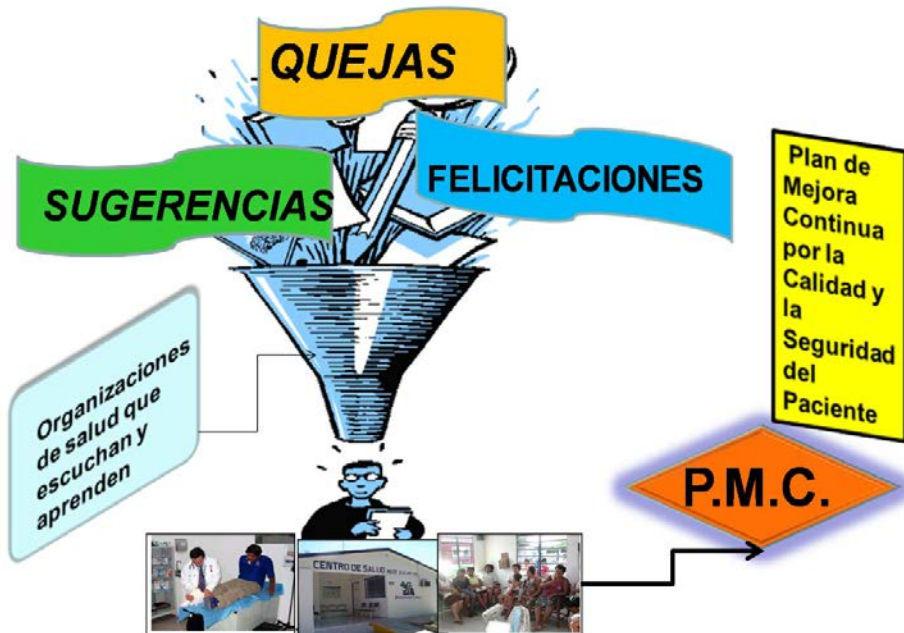 QUEJAS
SUGERENCIAS
FELICITACIONES
Plan de
Mejora
Continua
por la
Calidad y
la
Seguridad
del
Paciente
Organizaciones
de salud que
escuchan y
aprenden
P.M.C.
CENTRO DE SALUD